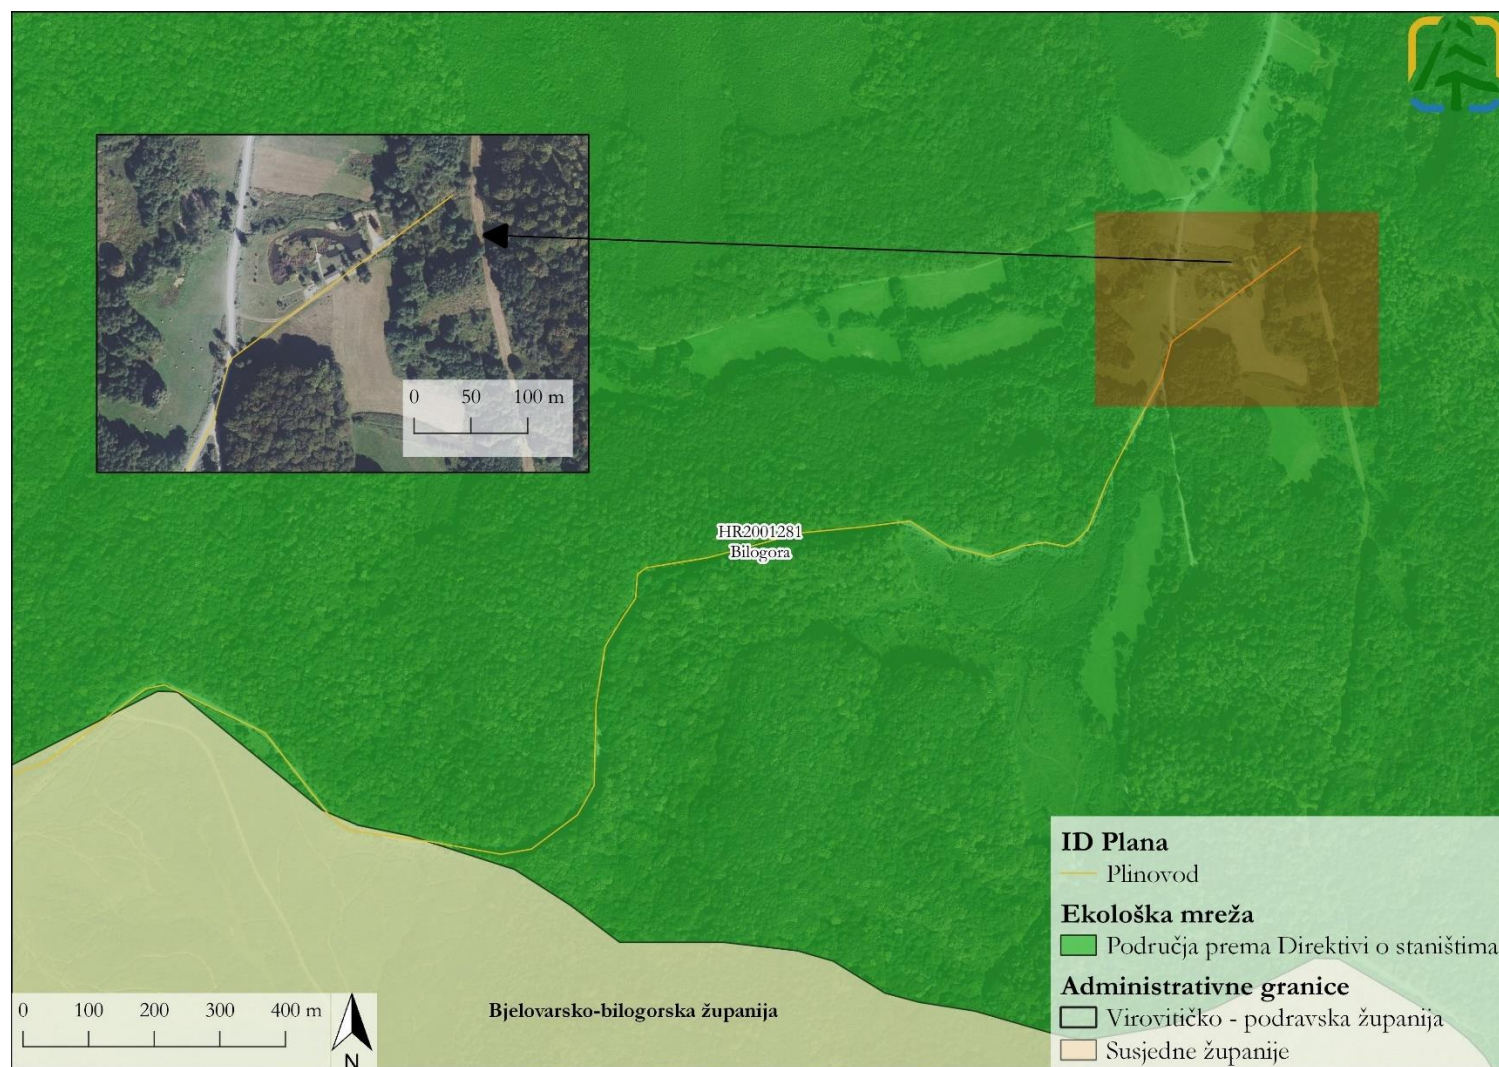 0 50 100 m
HR2001281
Bilogora
ID Plana
Plinovod
Ekološka mreža
Područja prema Direktivi o staništima
Administrativne granice
Virovitičko - podravska županija
Susjedne županije
Bjelovarsko-bilogorska županija
0 100 200 300 400 m
N